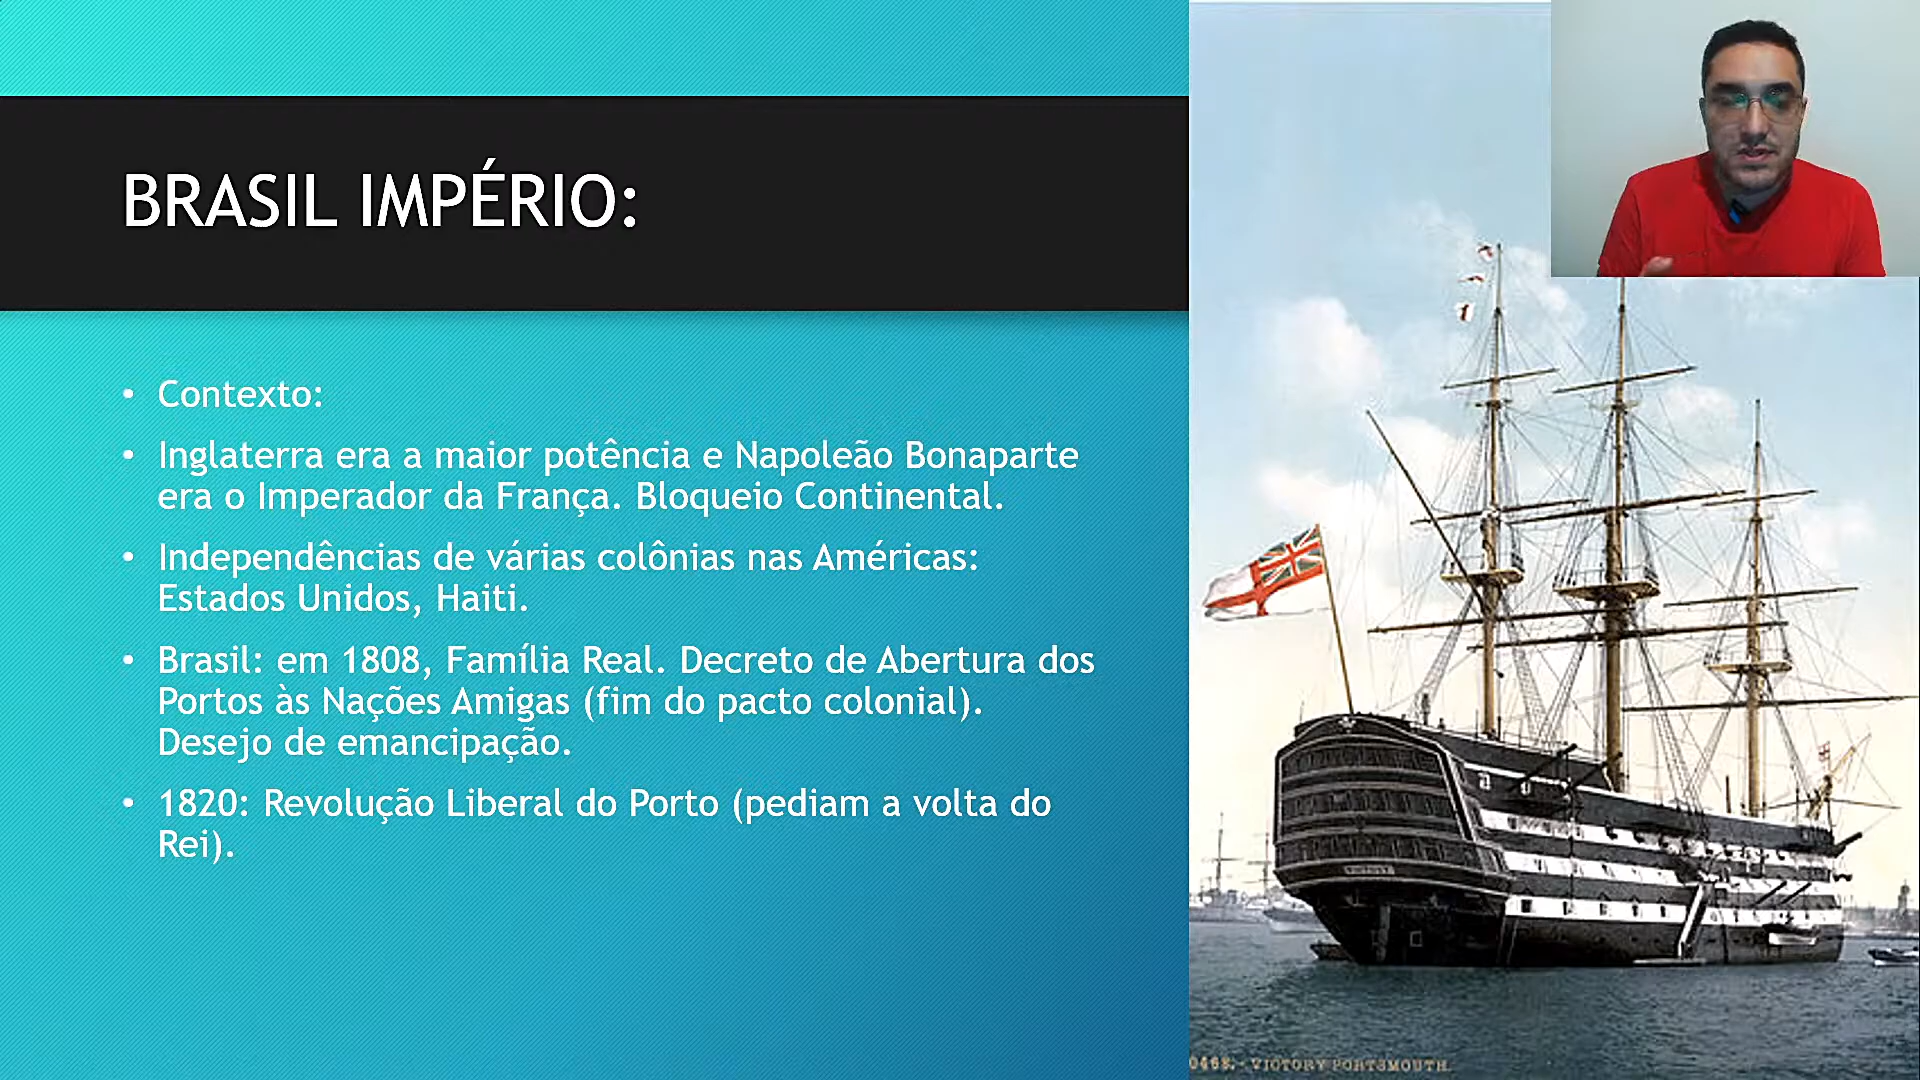 BRASIL IMPÉRIO:
• Contexto:
• Inglaterra era a maior potência e Napoleão Bonaparte
era o Imperador da França. Bloqueio Continental.
• Independências de várias colônias nas Américas:
Estados Unidos, Haiti.
• Brasil: em 1808, Família Real. Decreto de Abertura dos
Portos às Nações Amigas (fim do pacto colonial).
Desejo de emancipação.
• 1820: Revolução Liberal do Porto (pediam a volta do
Rei).
VICTORY
0468. - VICTORY PORTSMOUTH.